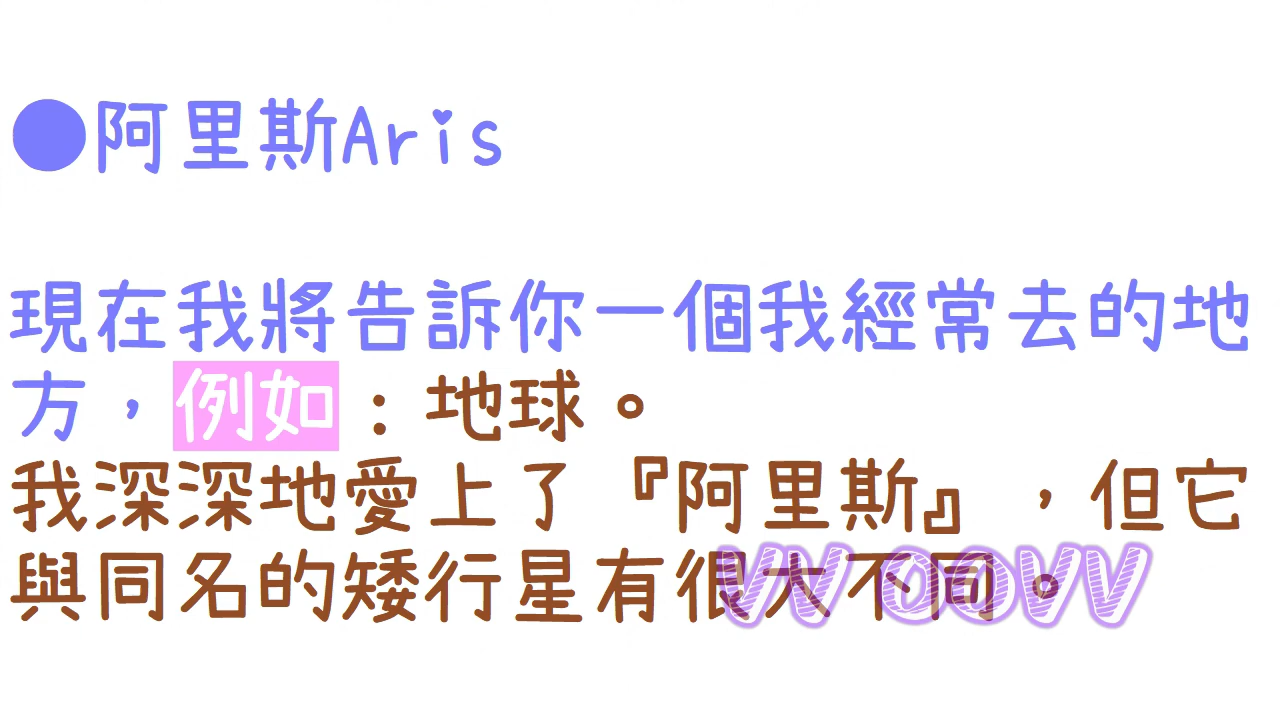 ●阿里斯Aris
現在我將告訴你一個我經常去的地
方，例如：地球。
我深深地愛上了『阿里斯』，但它
與同名的矮行星有很大不同。
VV OOVV